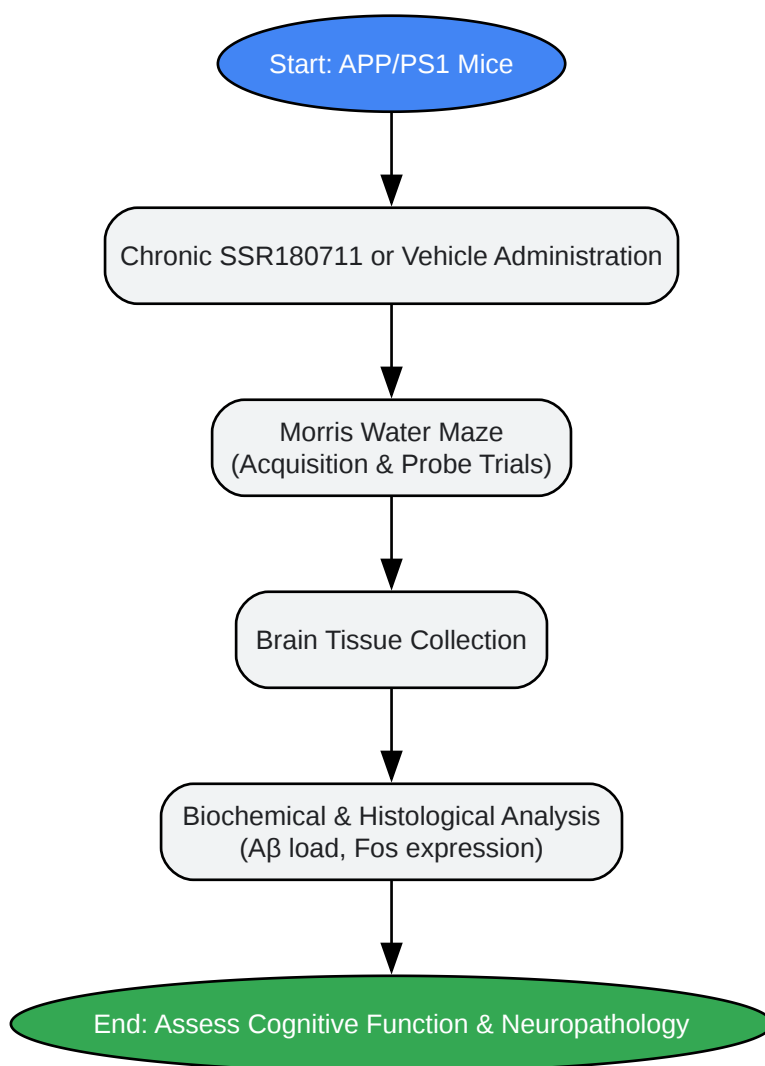 Start: APP/PS1 Mice
Chronic SSR180711 or Vehicle Administration
Morris Water Maze
(Acquisition & Probe Trials)
Brain Tissue Collection
Biochemical & Histological Analysis
(Aβ load, Fos expression)
End: Assess Cognitive Function & Neuropathology